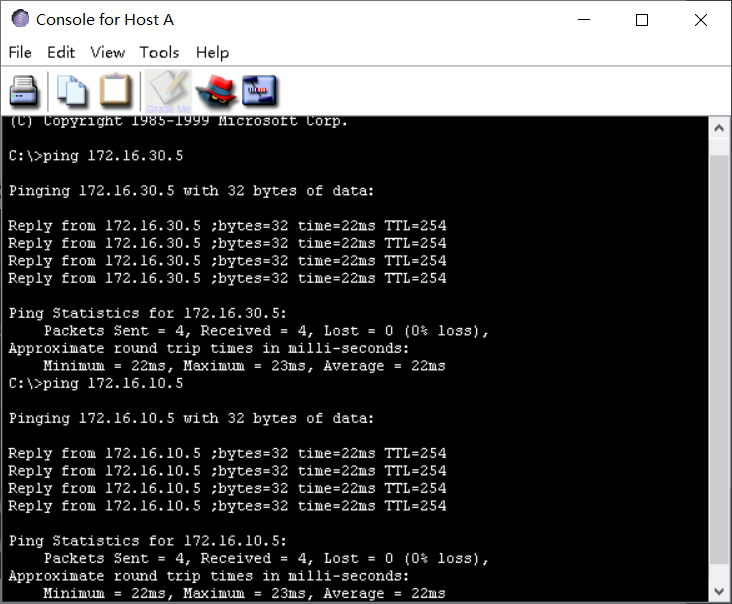 Console for Host A
File Edit View Tools Help
Grade Me
(C) Copyright 1985-1999 Microsoft Corp.
C:\>ping 172.16.30.5
Pinging 172.16.30.5 with 32 bytes of data:
Reply from 172.16.30.5 ;bytes=32 time=22ms TTL=254
Reply from 172.16.30.5 ;bytes=32 time=22ms TTL=254
Reply from 172.16.30.5 ;bytes=32 time=22ms TTL=254
Reply from 172.16.30.5 ;bytes=32 time=22ms TTL=254
Ping Statistics for 172.16.30.5:
Packets Sent = 4, Received = 4, Lost = 0 (0% loss),
Approximate round trip times in milli-seconds:
Minimum = 22ms, Maximum = 23ms, Average = 22ms
C:\>ping 172.16.10.5
Pinging 172.16.10.5 with 32 bytes of data:
Reply from 172.16.10.5 ;bytes=32 time=22ms TTL=254
Reply from 172.16.10.5 ;bytes=32 time=22ms TTL=254
Reply from 172.16.10.5 ;bytes=32 time=22ms TTL=254
Reply from 172.16.10.5 ;bytes=32 time=22ms TTL=254
Ping Statistics for 172.16.10.5:
Packets Sent = 4, Received = 4, Lost = 0 (0% loss),
Approximate round trip times in milli-seconds:
Minimum = 22ms, Maximum = 23ms, Average = 22ms